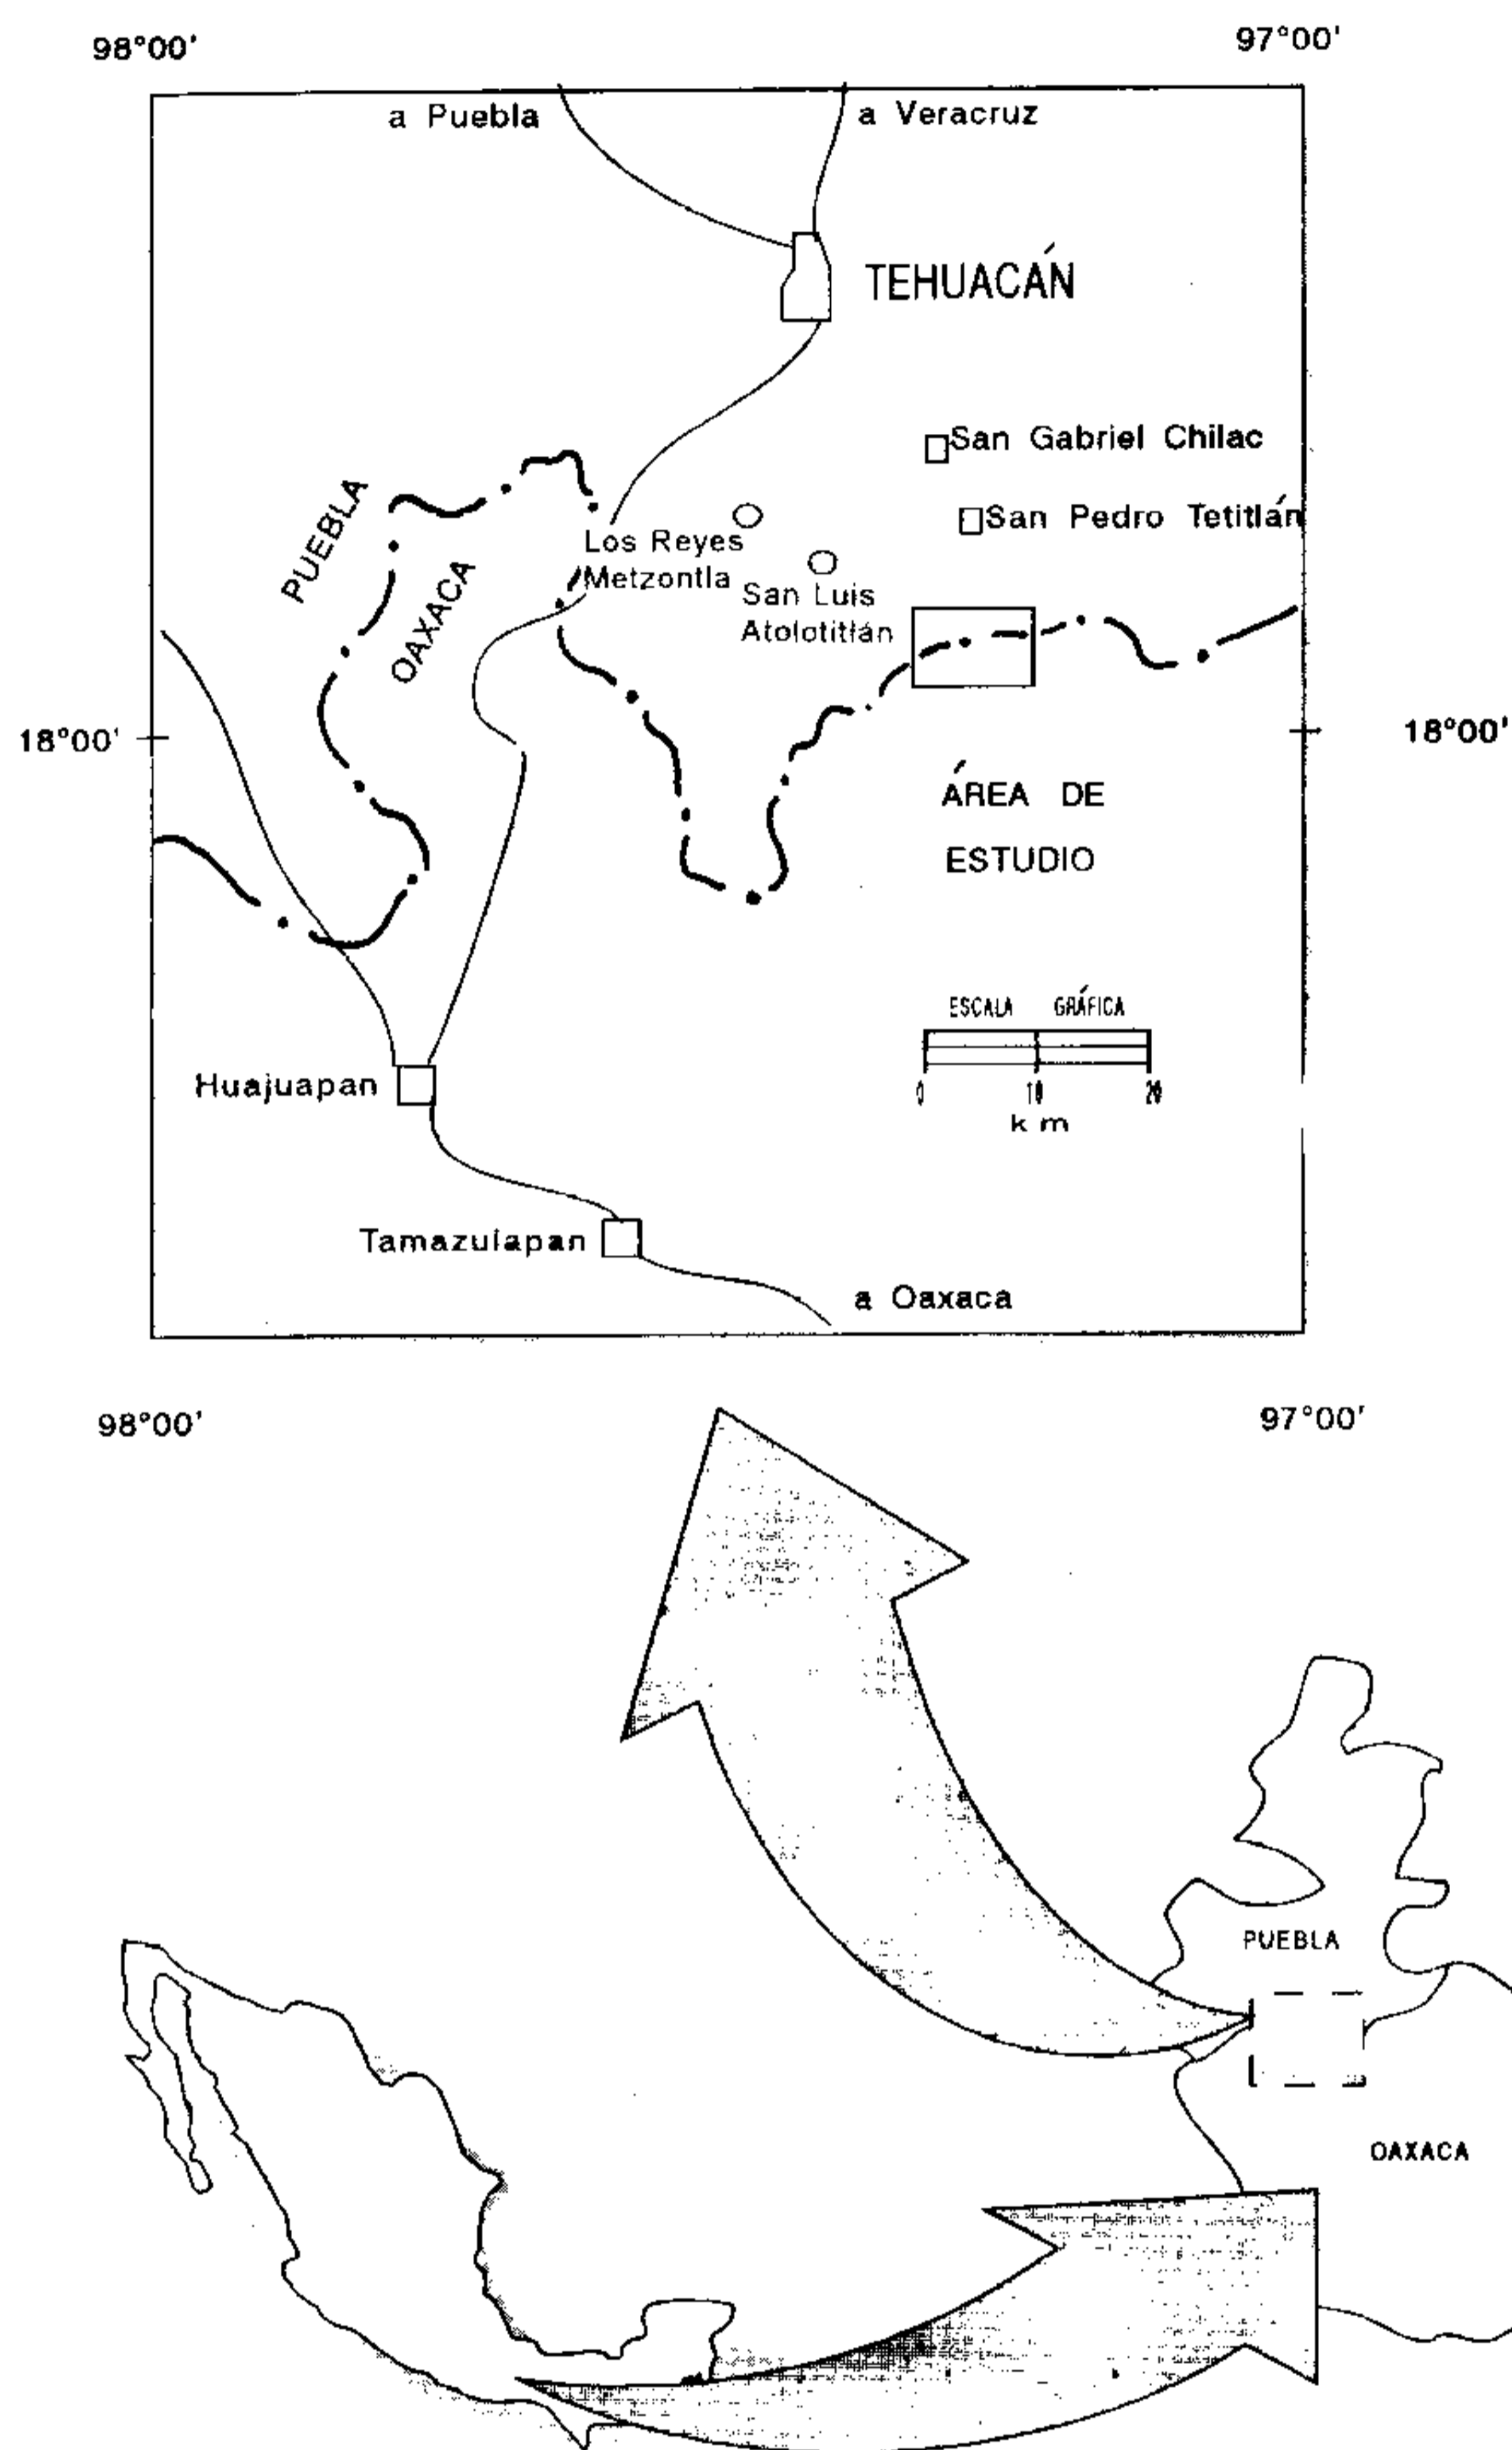 98°00'
97°00'
a Puebla
a Veracruz
TEHUACÁN
San Gabriel Chilac
San Pedro Tetitlán
PUEBLA
OAXACA
Los Reyes
Metzontla
San Luis
Atolotitlán
18°00'
18°00'
ÁREA DE
ESTUDIO
ESCALA GRÁFICA
0 10 20
km
Huajuapan
Tamazulapan
a Oaxaca
98°00'
97°00'
PUEBLA
OAXACA